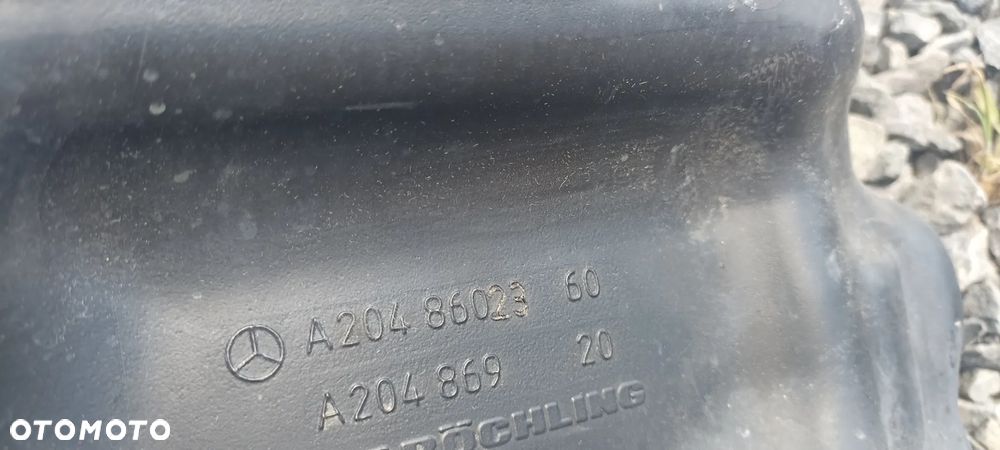 A204 86023 60
A204 869 20
RÖCHLING
OTOMOTO